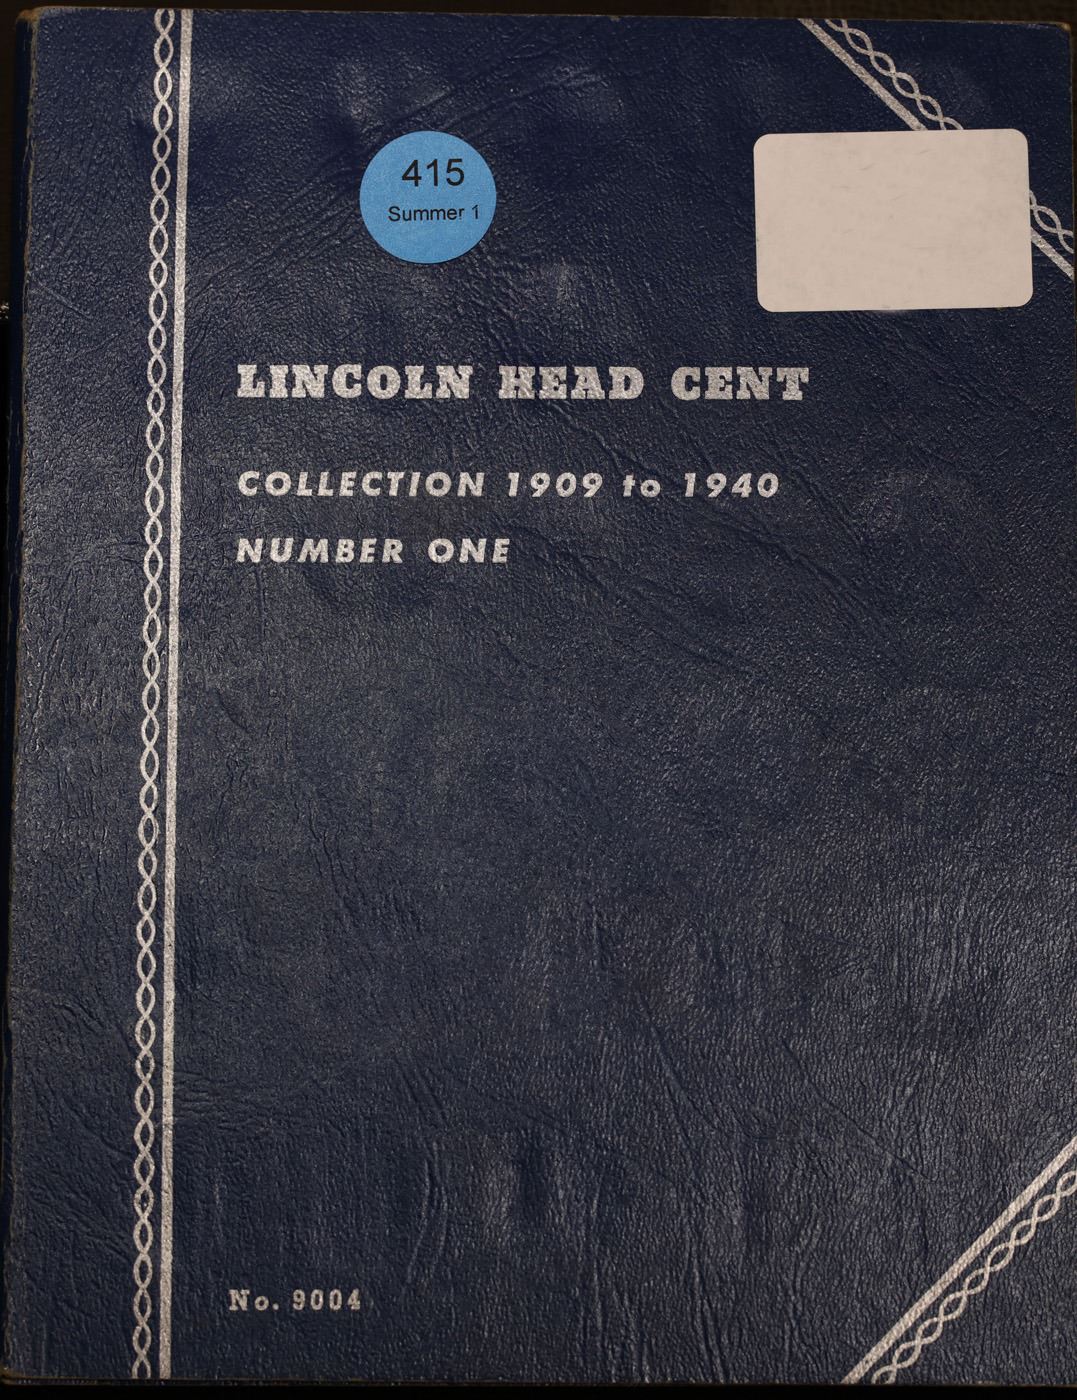 415
Summer 1
LINCOLN HEAD CENT
COLLECTION 1909 to 1940
NUMBER ONE
No. 9004